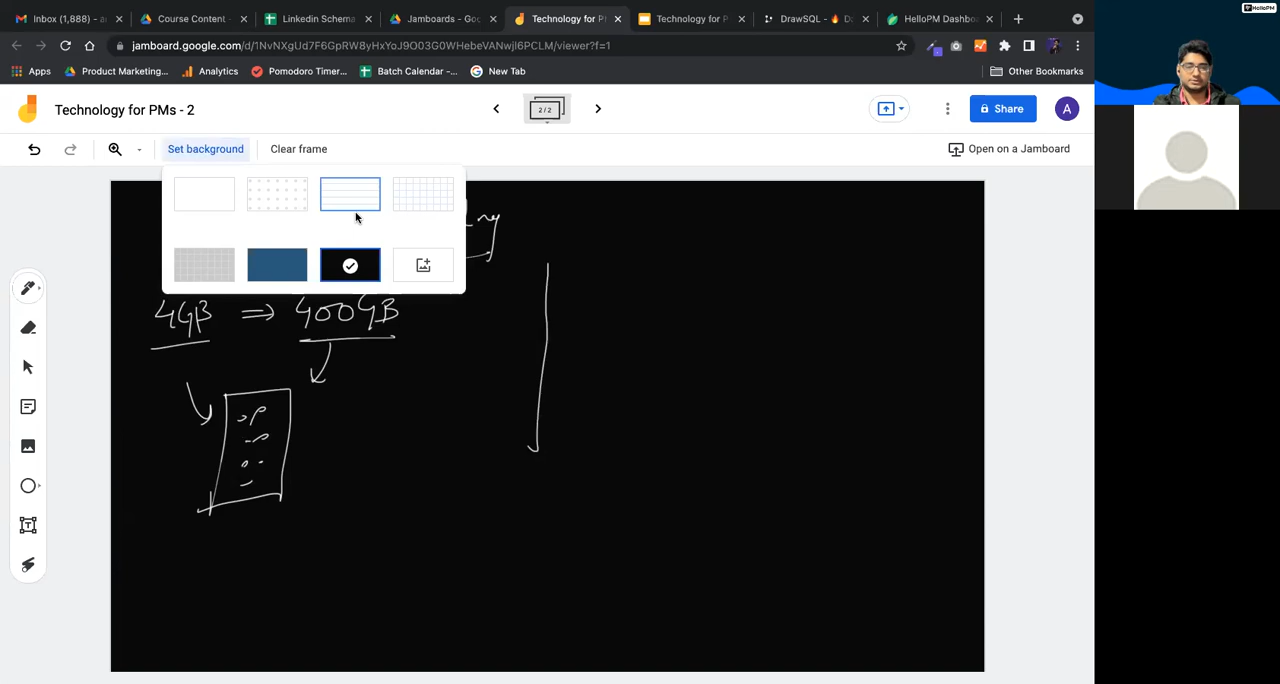 Inbox (1,888) - a
Course Content -
Linkedin Schema
Jamboards - Goo
Technology for P
Technology for P
DrawSQL - 🔥 D
HelloPM Dashbo
HelloPM
jamboard.google.com/d/1NvNXgUd7F6GpRW8yHxYoJ9O03G0WHebeVANwjI6PCLM/viewer?f=1
Apps
Product Marketing...
Analytics
Pomodoro Timer...
Batch Calendar -...
New Tab
Other Bookmarks
Technology for PMs - 2
2/2
Share
A
Set background
Clear frame
Open on a Jamboard
4GB ⇒ 400GB